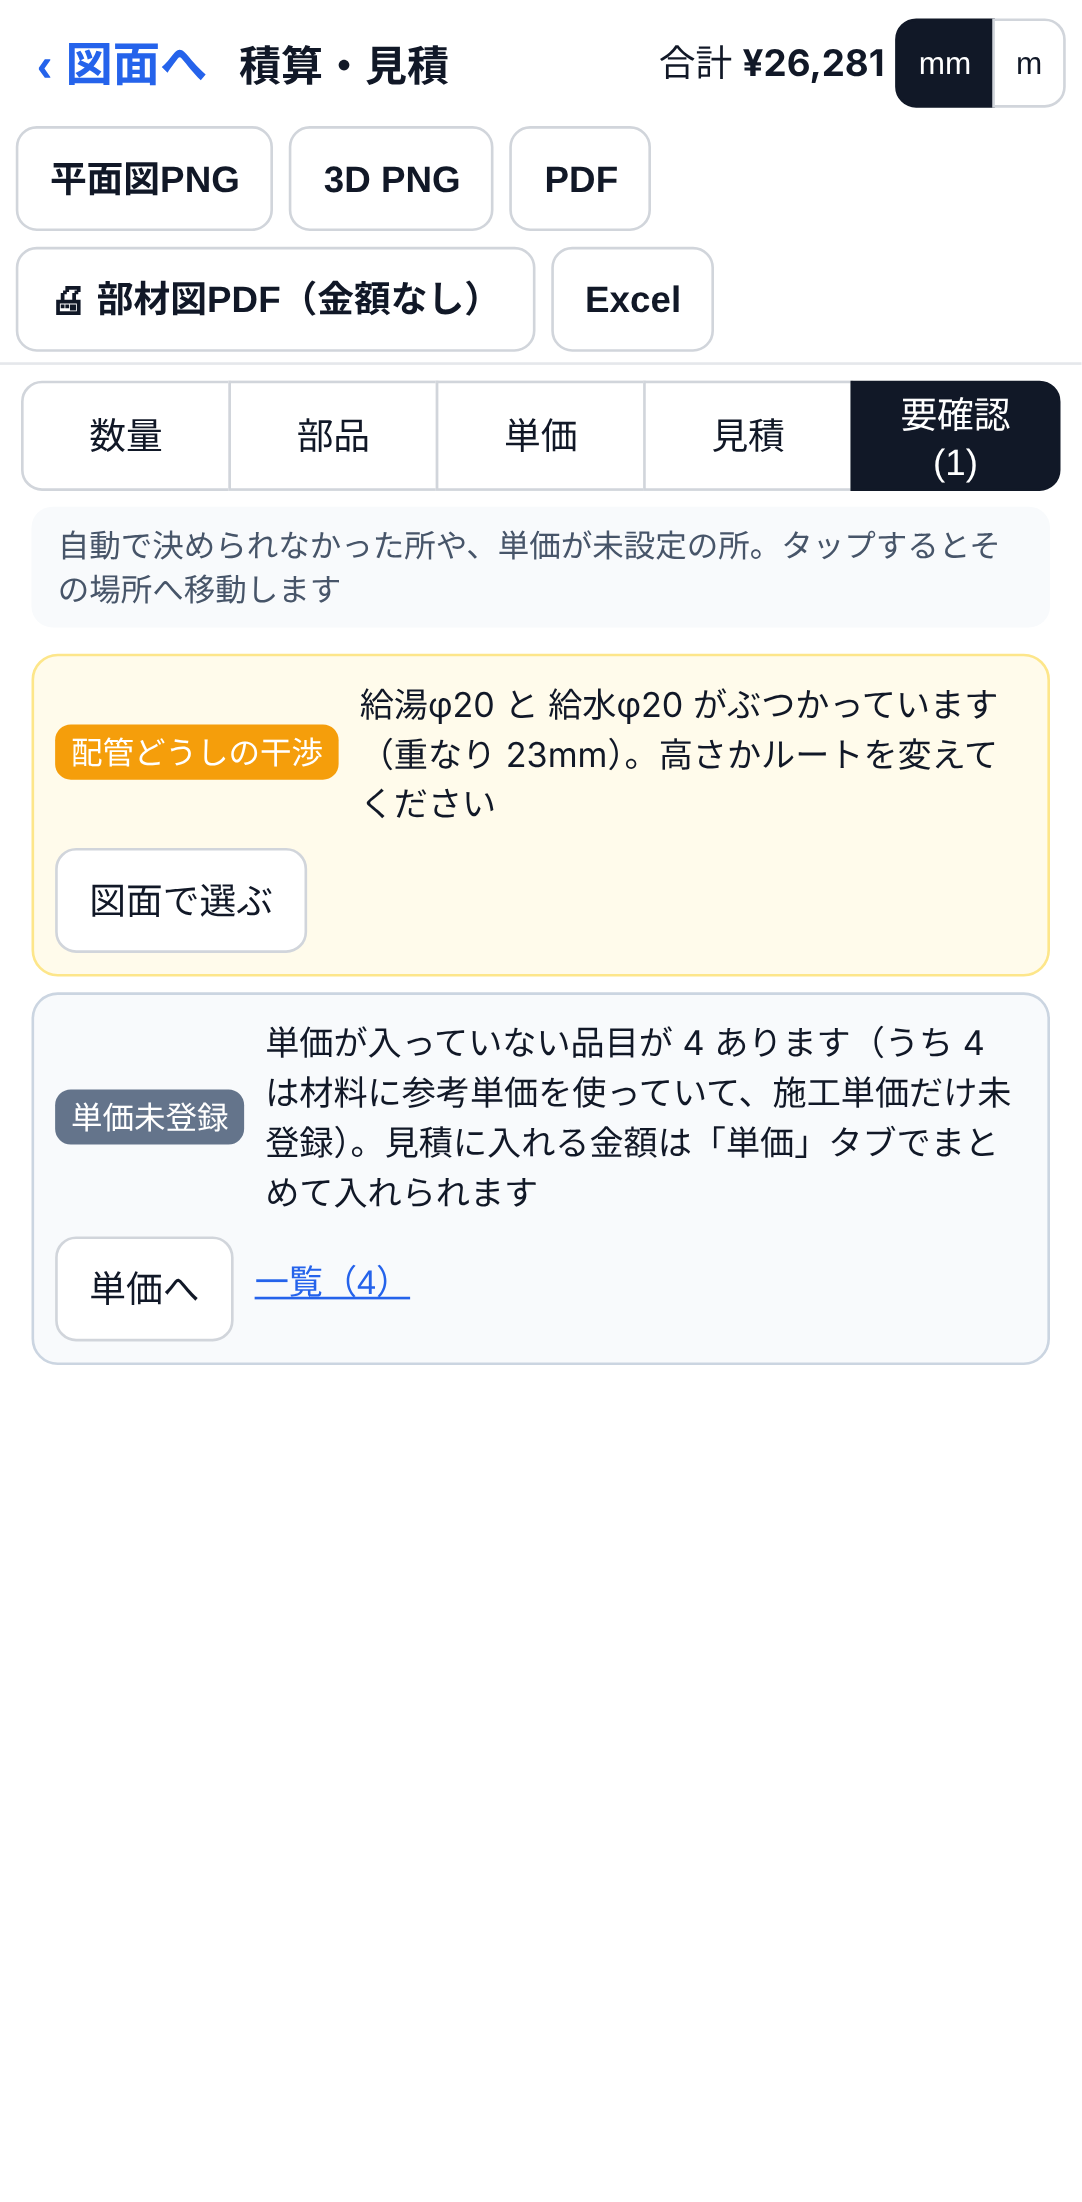 ‹ 図面へ 積算・見積 合計 ¥26,281 mm m
平面図PNG 3D PNG PDF
🖨 部材図PDF（金額なし） Excel
数量 部品 単価 見積 要確認
(1)
自動で決められなかった所や、単価が未設定の所。タップするとそ
の場所へ移動します
配管どうしの干渉
給湯φ20 と 給水φ20 がぶつかっています
（重なり 23mm）。高さかルートを変えて
ください
図面で選ぶ
単価未登録
単価が入っていない品目が 4 あります（うち 4
は材料に参考単価を使っていて、施工単価だけ未
登録）。見積に入れる金額は「単価」タブでまと
めて入れられます
単価へ 一覧（4）